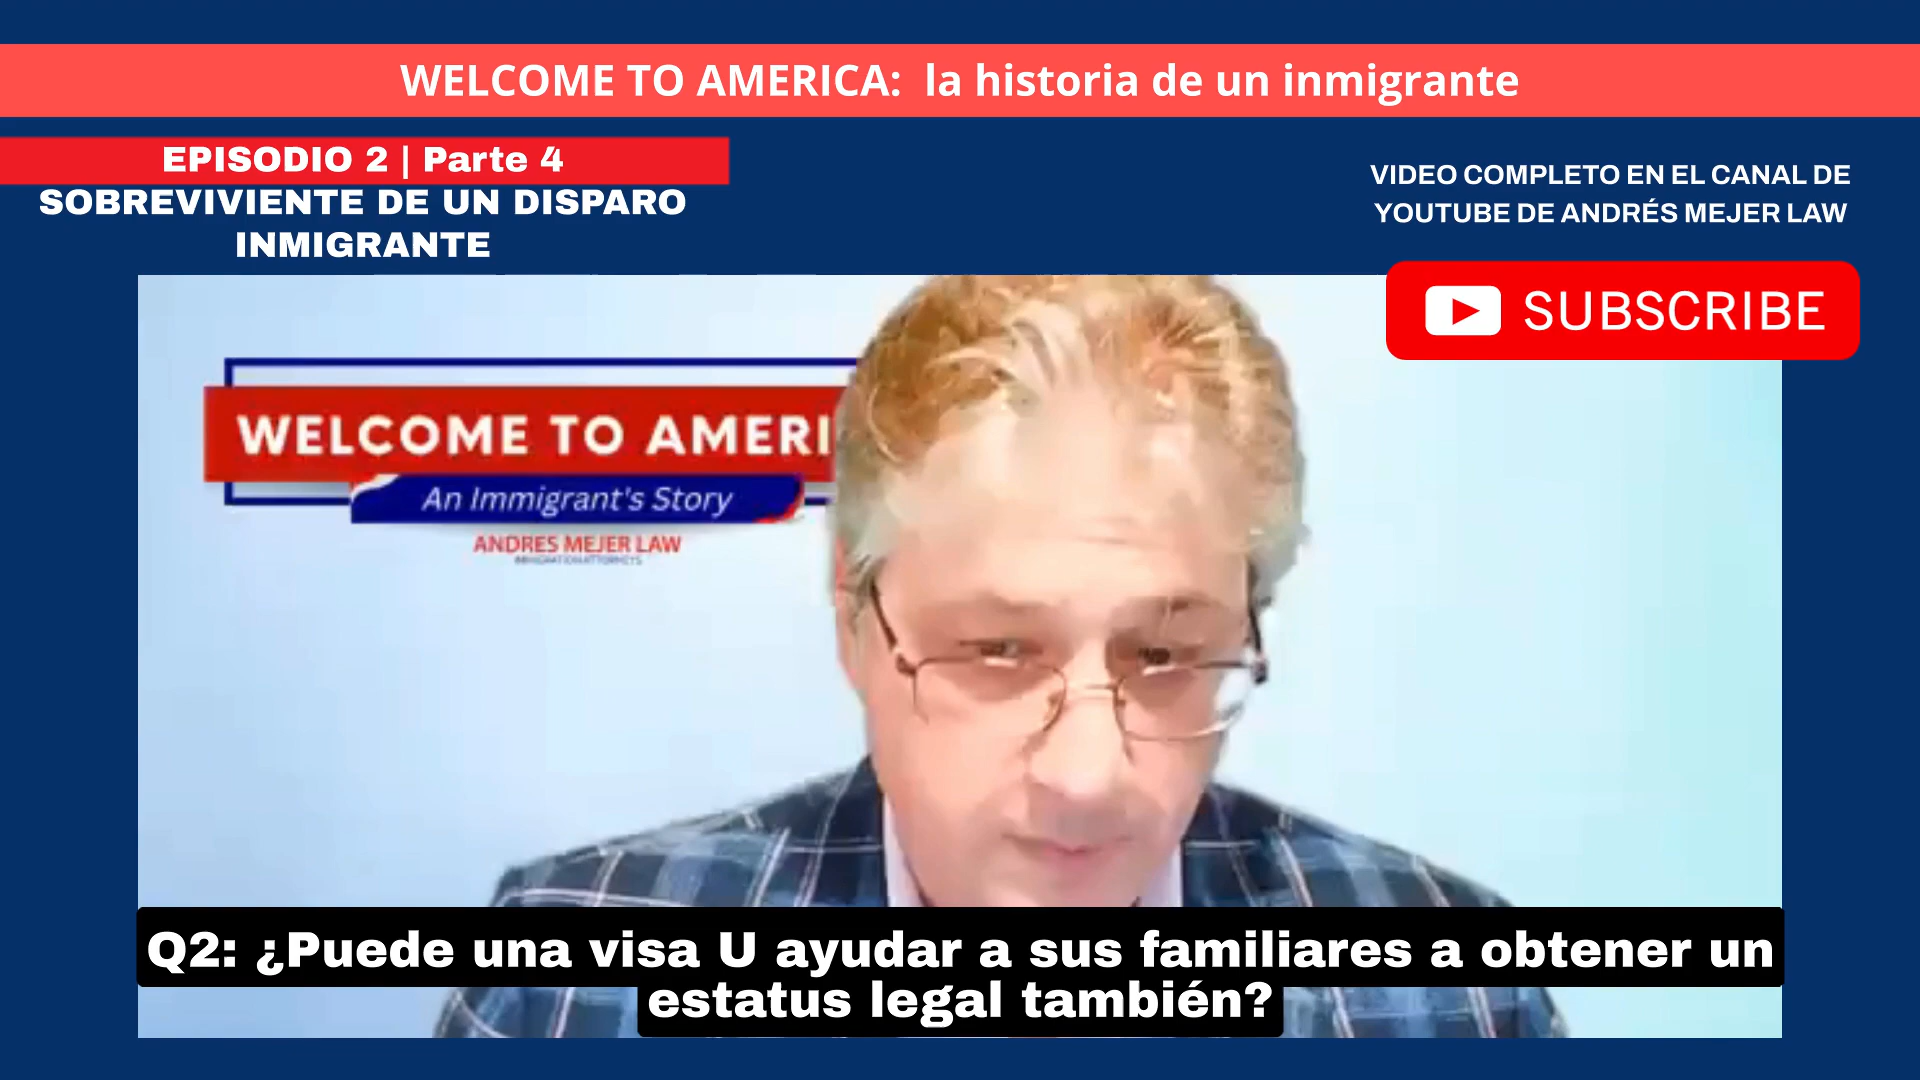 WELCOME TO AMERICA: la historia de un inmigrante
EPISODIO 2 | Parte 4
SOBREVIVIENTE DE UN DISPARO
INMIGRANTE
VIDEO COMPLETO EN EL CANAL DE
YOUTUBE DE ANDRÉS MEJER LAW
SUBSCRIBE
WELCOME TO AMERI
An Immigrant's Story
ANDRES MEJER LAW
IMMIGRATION ATTORNEYS
Q2: ¿Puede una visa U ayudar a sus familiares a obtener un
estatus legal también?